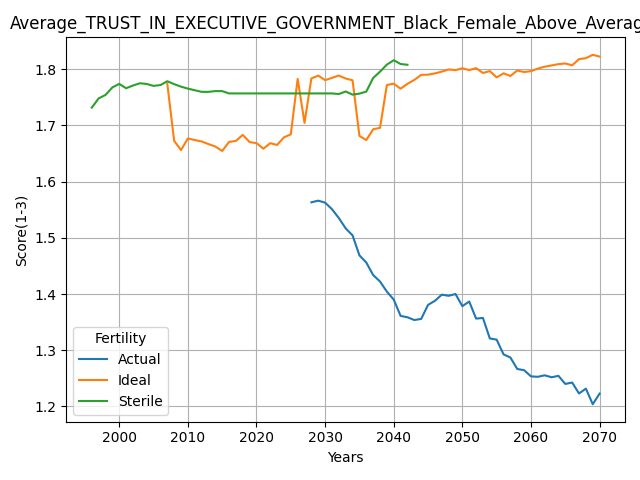 Average_TRUST_IN_EXECUTIVE_GOVERNMENT_Black_Female_Above_Averag
1.8
1.7
1.6
1.5
1.4
1.3
1.2
Score(1-3)
Fertility
Actual
Ideal
Sterile
2000 2010 2020 2030 2040 2050 2060 2070
Years